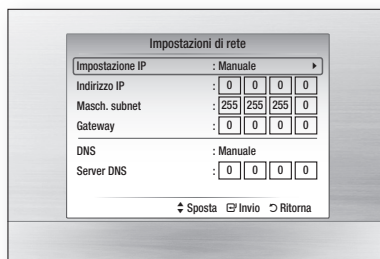 Impostazioni di rete
Impostazione IP : Manuale
Indirizzo IP : 0 0 0 0
Masch. subnet : 255 255 255 0
Gateway : 0 0 0 0
DNS : Manuale
Server DNS : 0 0 0 0
Sposta Invio Ritorna